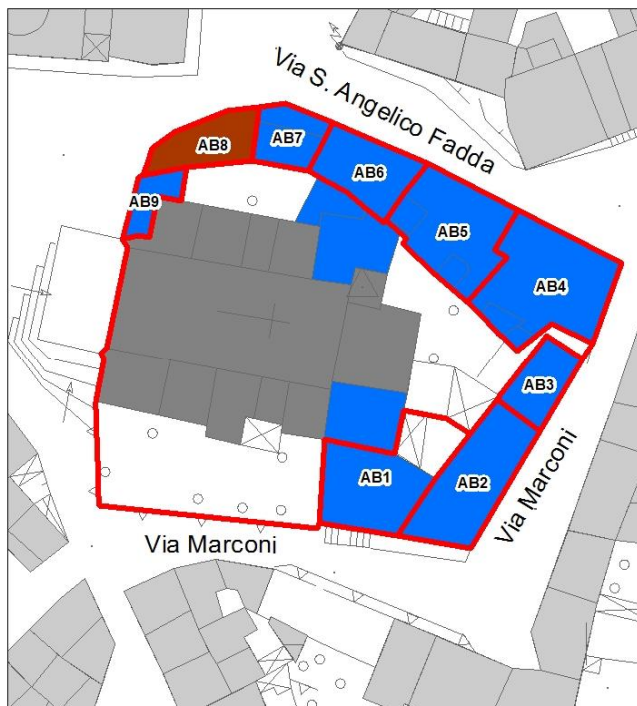 Via S. Angelico Fadda
AB8
AB7
AB6
AB9
AB5
AB4
AB3
AB1
AB2
Via Marconi
Via Marconi